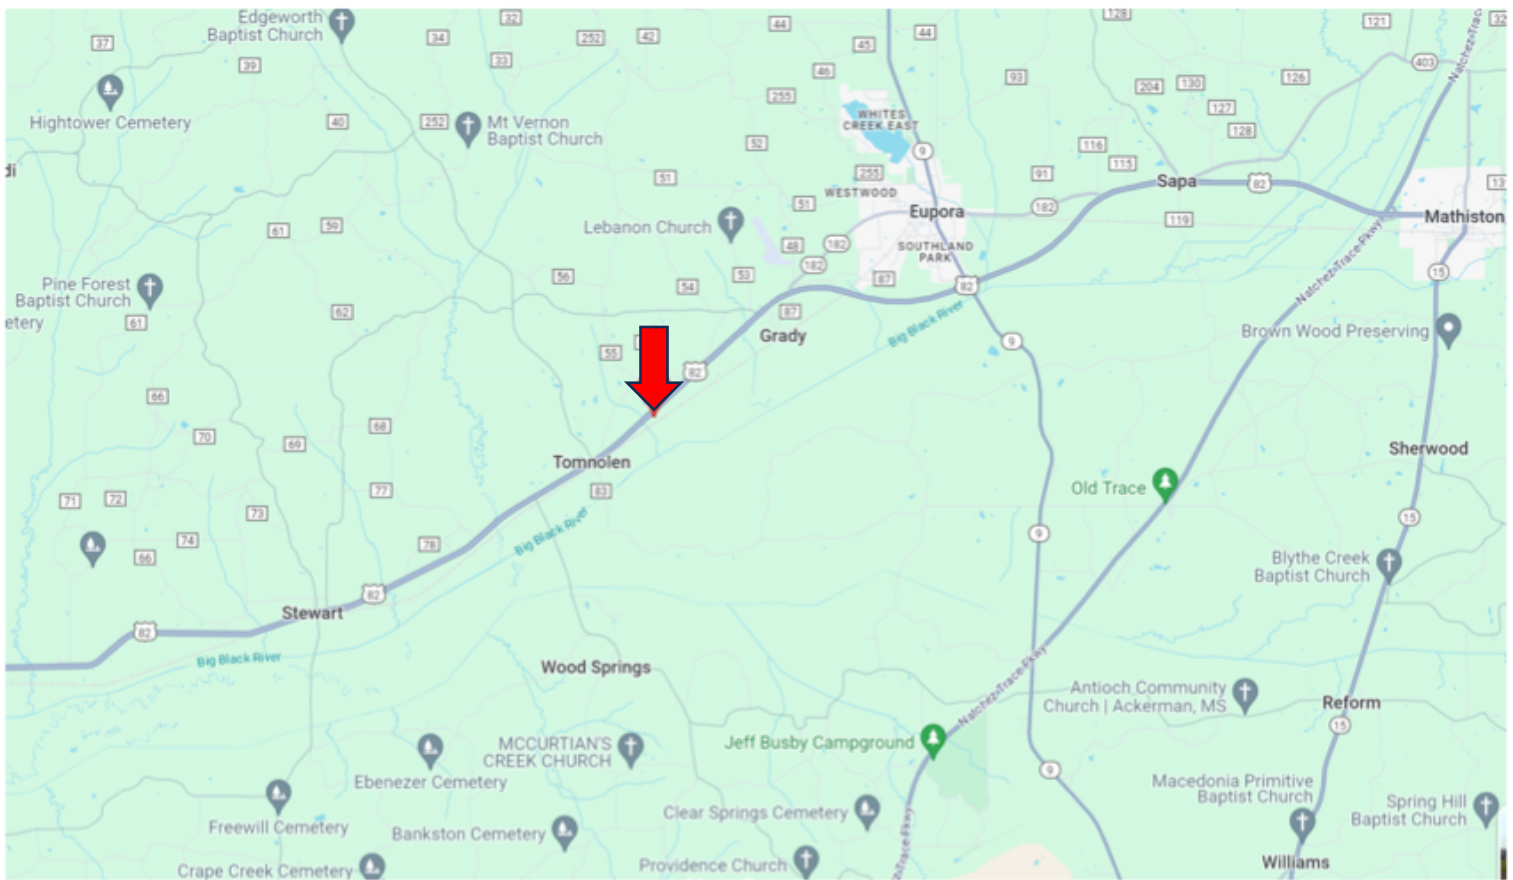 Edgeworth
Baptist Church
32
44
128
121
32
37
34
252
42
45
44
33
39
46
93
204
130
126
403
Natchez Trac
Hightower Cemetery
255
WHITES
CREEK EAST
127
128
40
252
Mt Vernon
Baptist Church
52
9
116
115
di
51
255
91
Sapa
82
13
WESTWOOD
51
182
Eupora
119
Mathiston
61
59
Lebanon Church
48
182
SOUTHLAND
PARK
Natchez Trace Pkwy
182
56
53
87
15
Pine Forest
Baptist Church
54
82
etery
61
62
87
Grady
Big Black River
9
Brown Wood Preserving
55
82
66
68
70
69
Tomnolen
Sherwood
77
83
Old Trace
71
72
73
15
74
Big Black River
9
66
78
Blythe Creek
Baptist Church
82
Stewart
82
Big Black River
Wood Springs
Natchez Trace Pkwy
Antioch Community
Church | Ackerman, MS
Reform
15
MCCURTIAN'S
CREEK CHURCH
Jeff Busby Campground
9
Ebenezer Cemetery
Macedonia Primitive
Baptist Church
Freewill Cemetery
Bankston Cemetery
Clear Springs Cemetery
Spring Hill
Baptist Church
Crape Creek Cemetery
Providence Church
Trace Pkwy
Williams